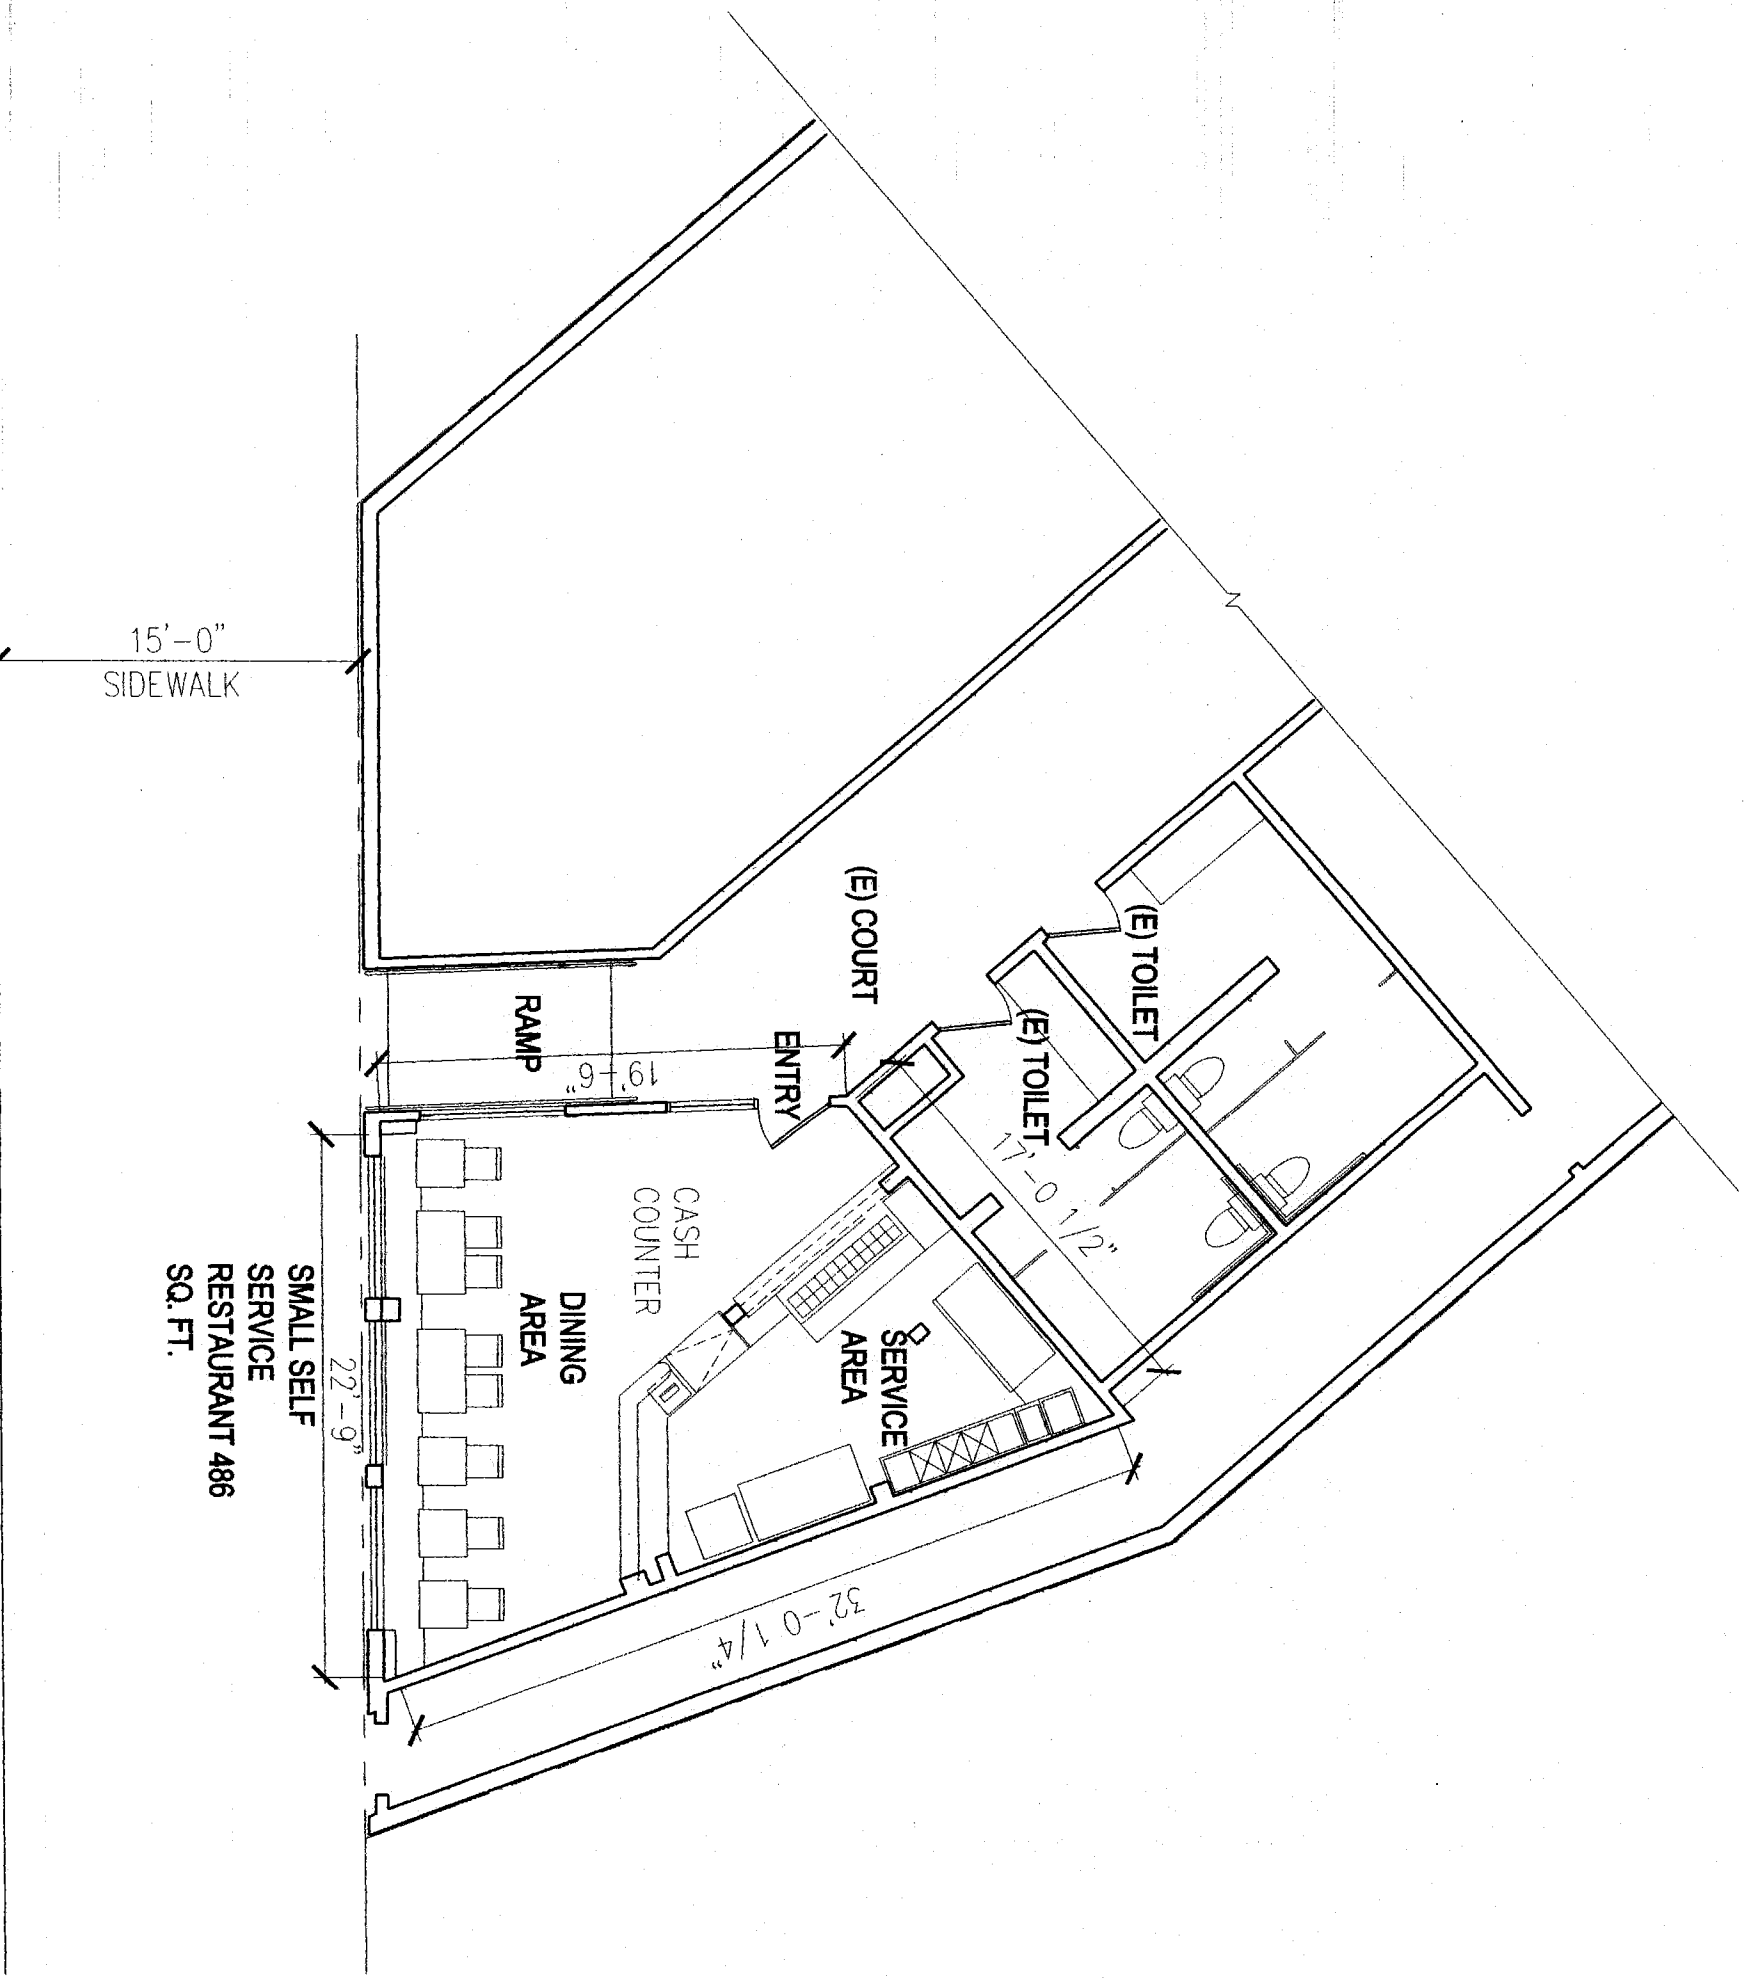 15'-0"
SIDEWALK
(E) COURT
(E) TOILET
(E) TOILET
RAMP
19'-6"
ENTRY
17'-0 1/2"
CASH
COUNTER
DINING
AREA
SERVICE
AREA
SMALL SELF
SERVICE
RESTAURANT 486
SQ. FT.
22'-9"
32'-0 1/4"